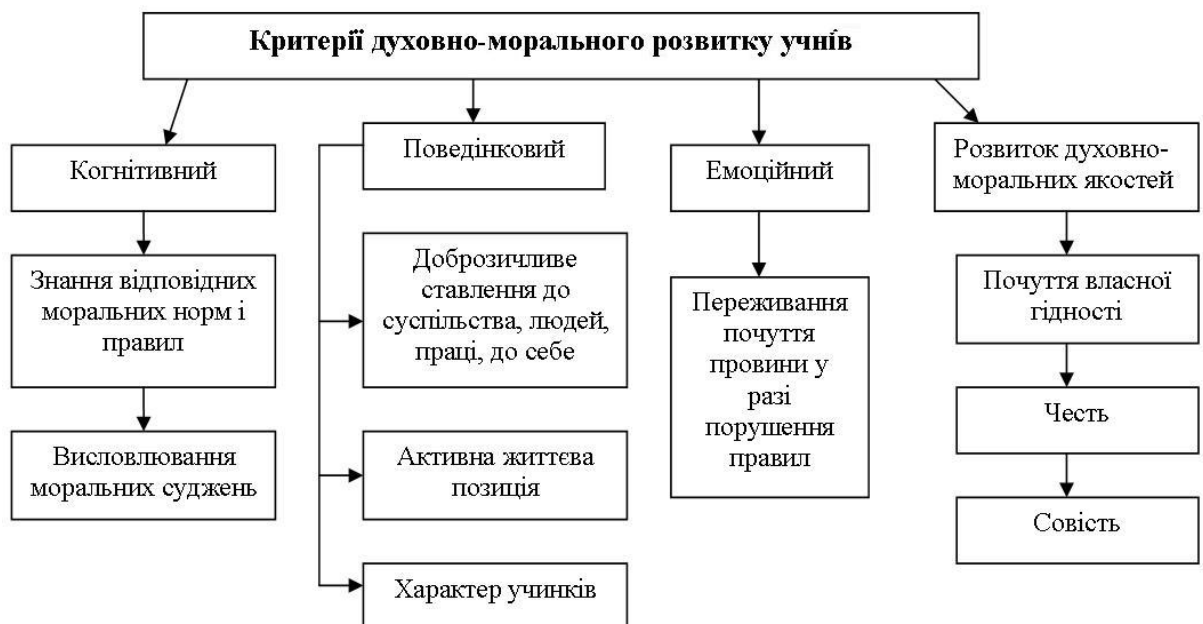 Критерії духовно-морального розвитку учнів
Когнітивний
Знання відповідних
моральних норм і
правил
Висловлювання
моральних суджень
Поведінковий
Доброзичливе
ставлення до
суспільства, людей,
праці, до себе
Активна життєва
позиція
Характер учинків
Емоційний
Переживання
почуття
провини у
разі
порушення
правил
Розвиток духовно-
моральних якостей
Почуття власної
гідності
Честь
Совість